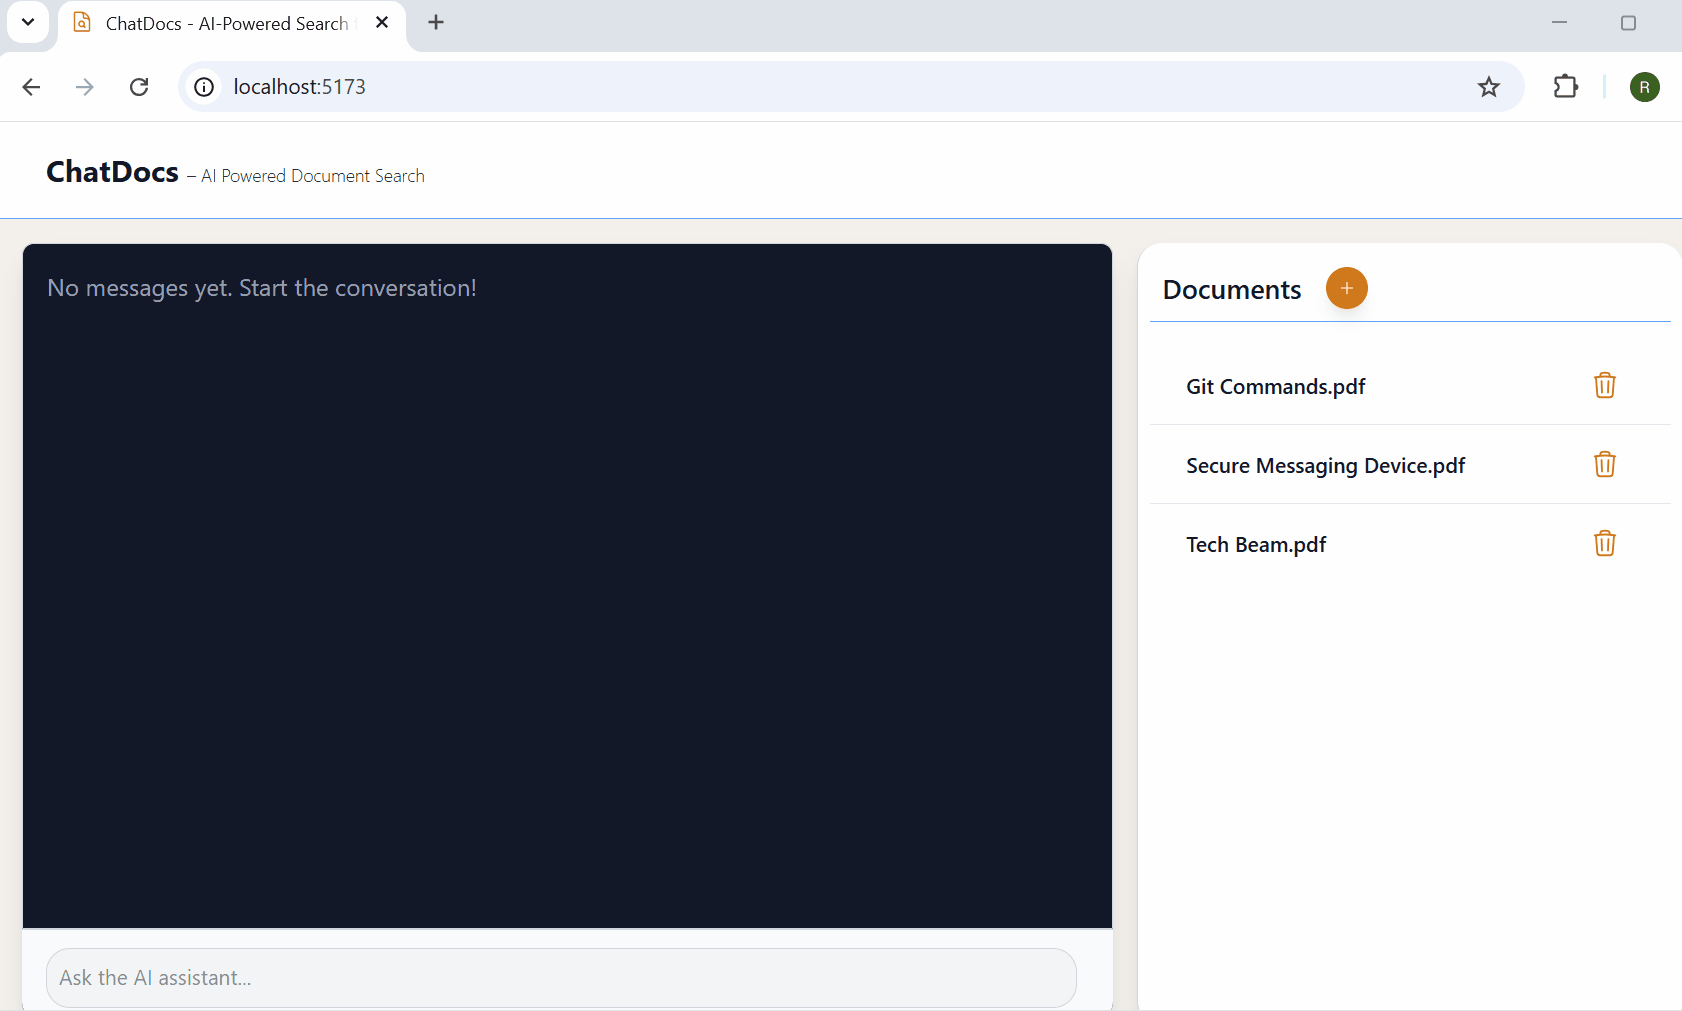 ChatDocs - AI-Powered Search
localhost:5173
R
ChatDocs – AI Powered Document Search
No messages yet. Start the conversation!
Documents +
Git Commands.pdf
Secure Messaging Device.pdf
Tech Beam.pdf
Ask the AI assistant...